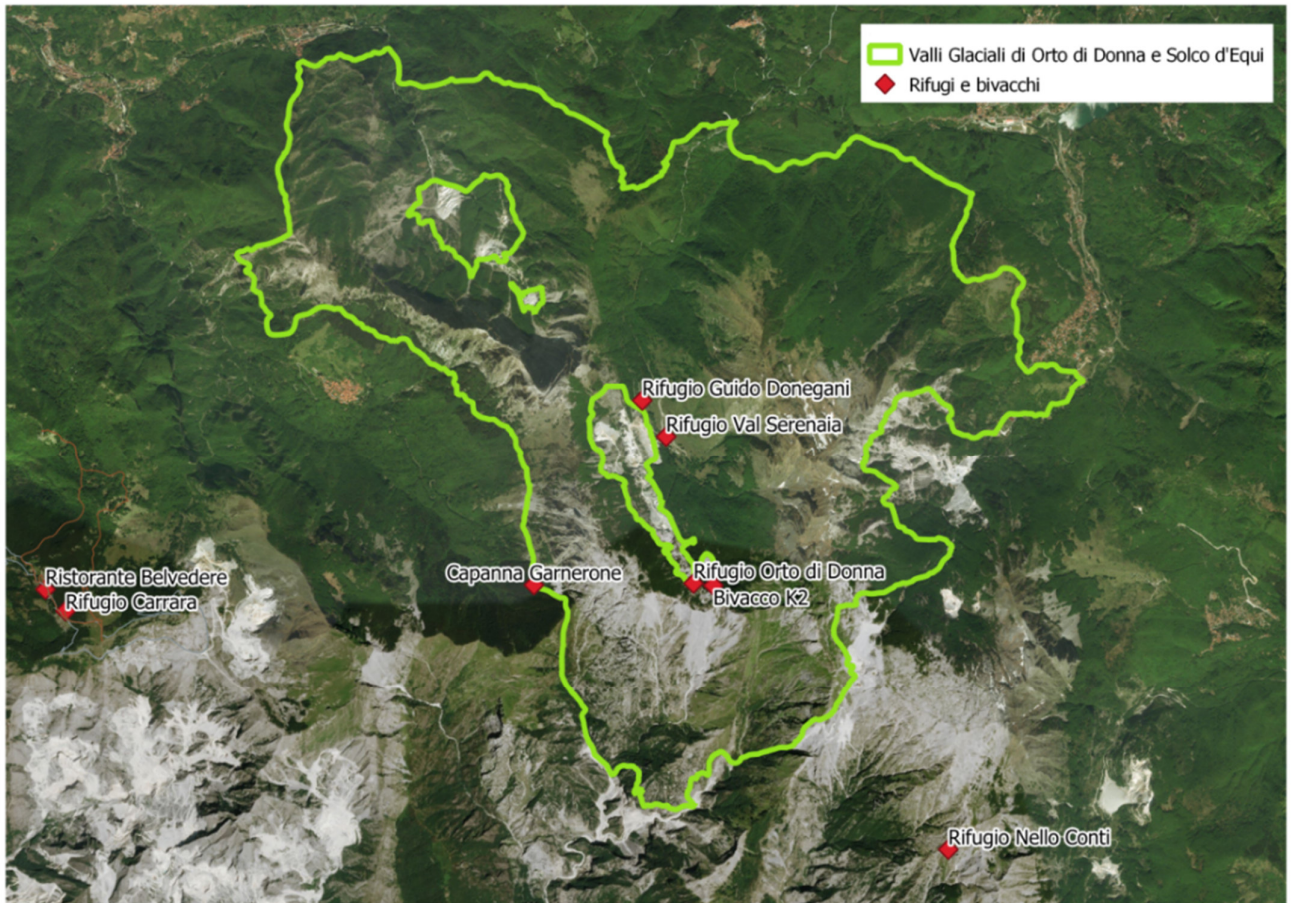 Valli Glaciali di Orto di Donna e Solco d'Equi
Rifugi e bivacchi
Rifugio Guido Donegani
Rifugio Val Serenaia
Capanna Garnerone
Rifugio Orto di Donna
Bivacco K2
Ristorante Belvedere
Rifugio Carrara
Rifugio Nello Conti